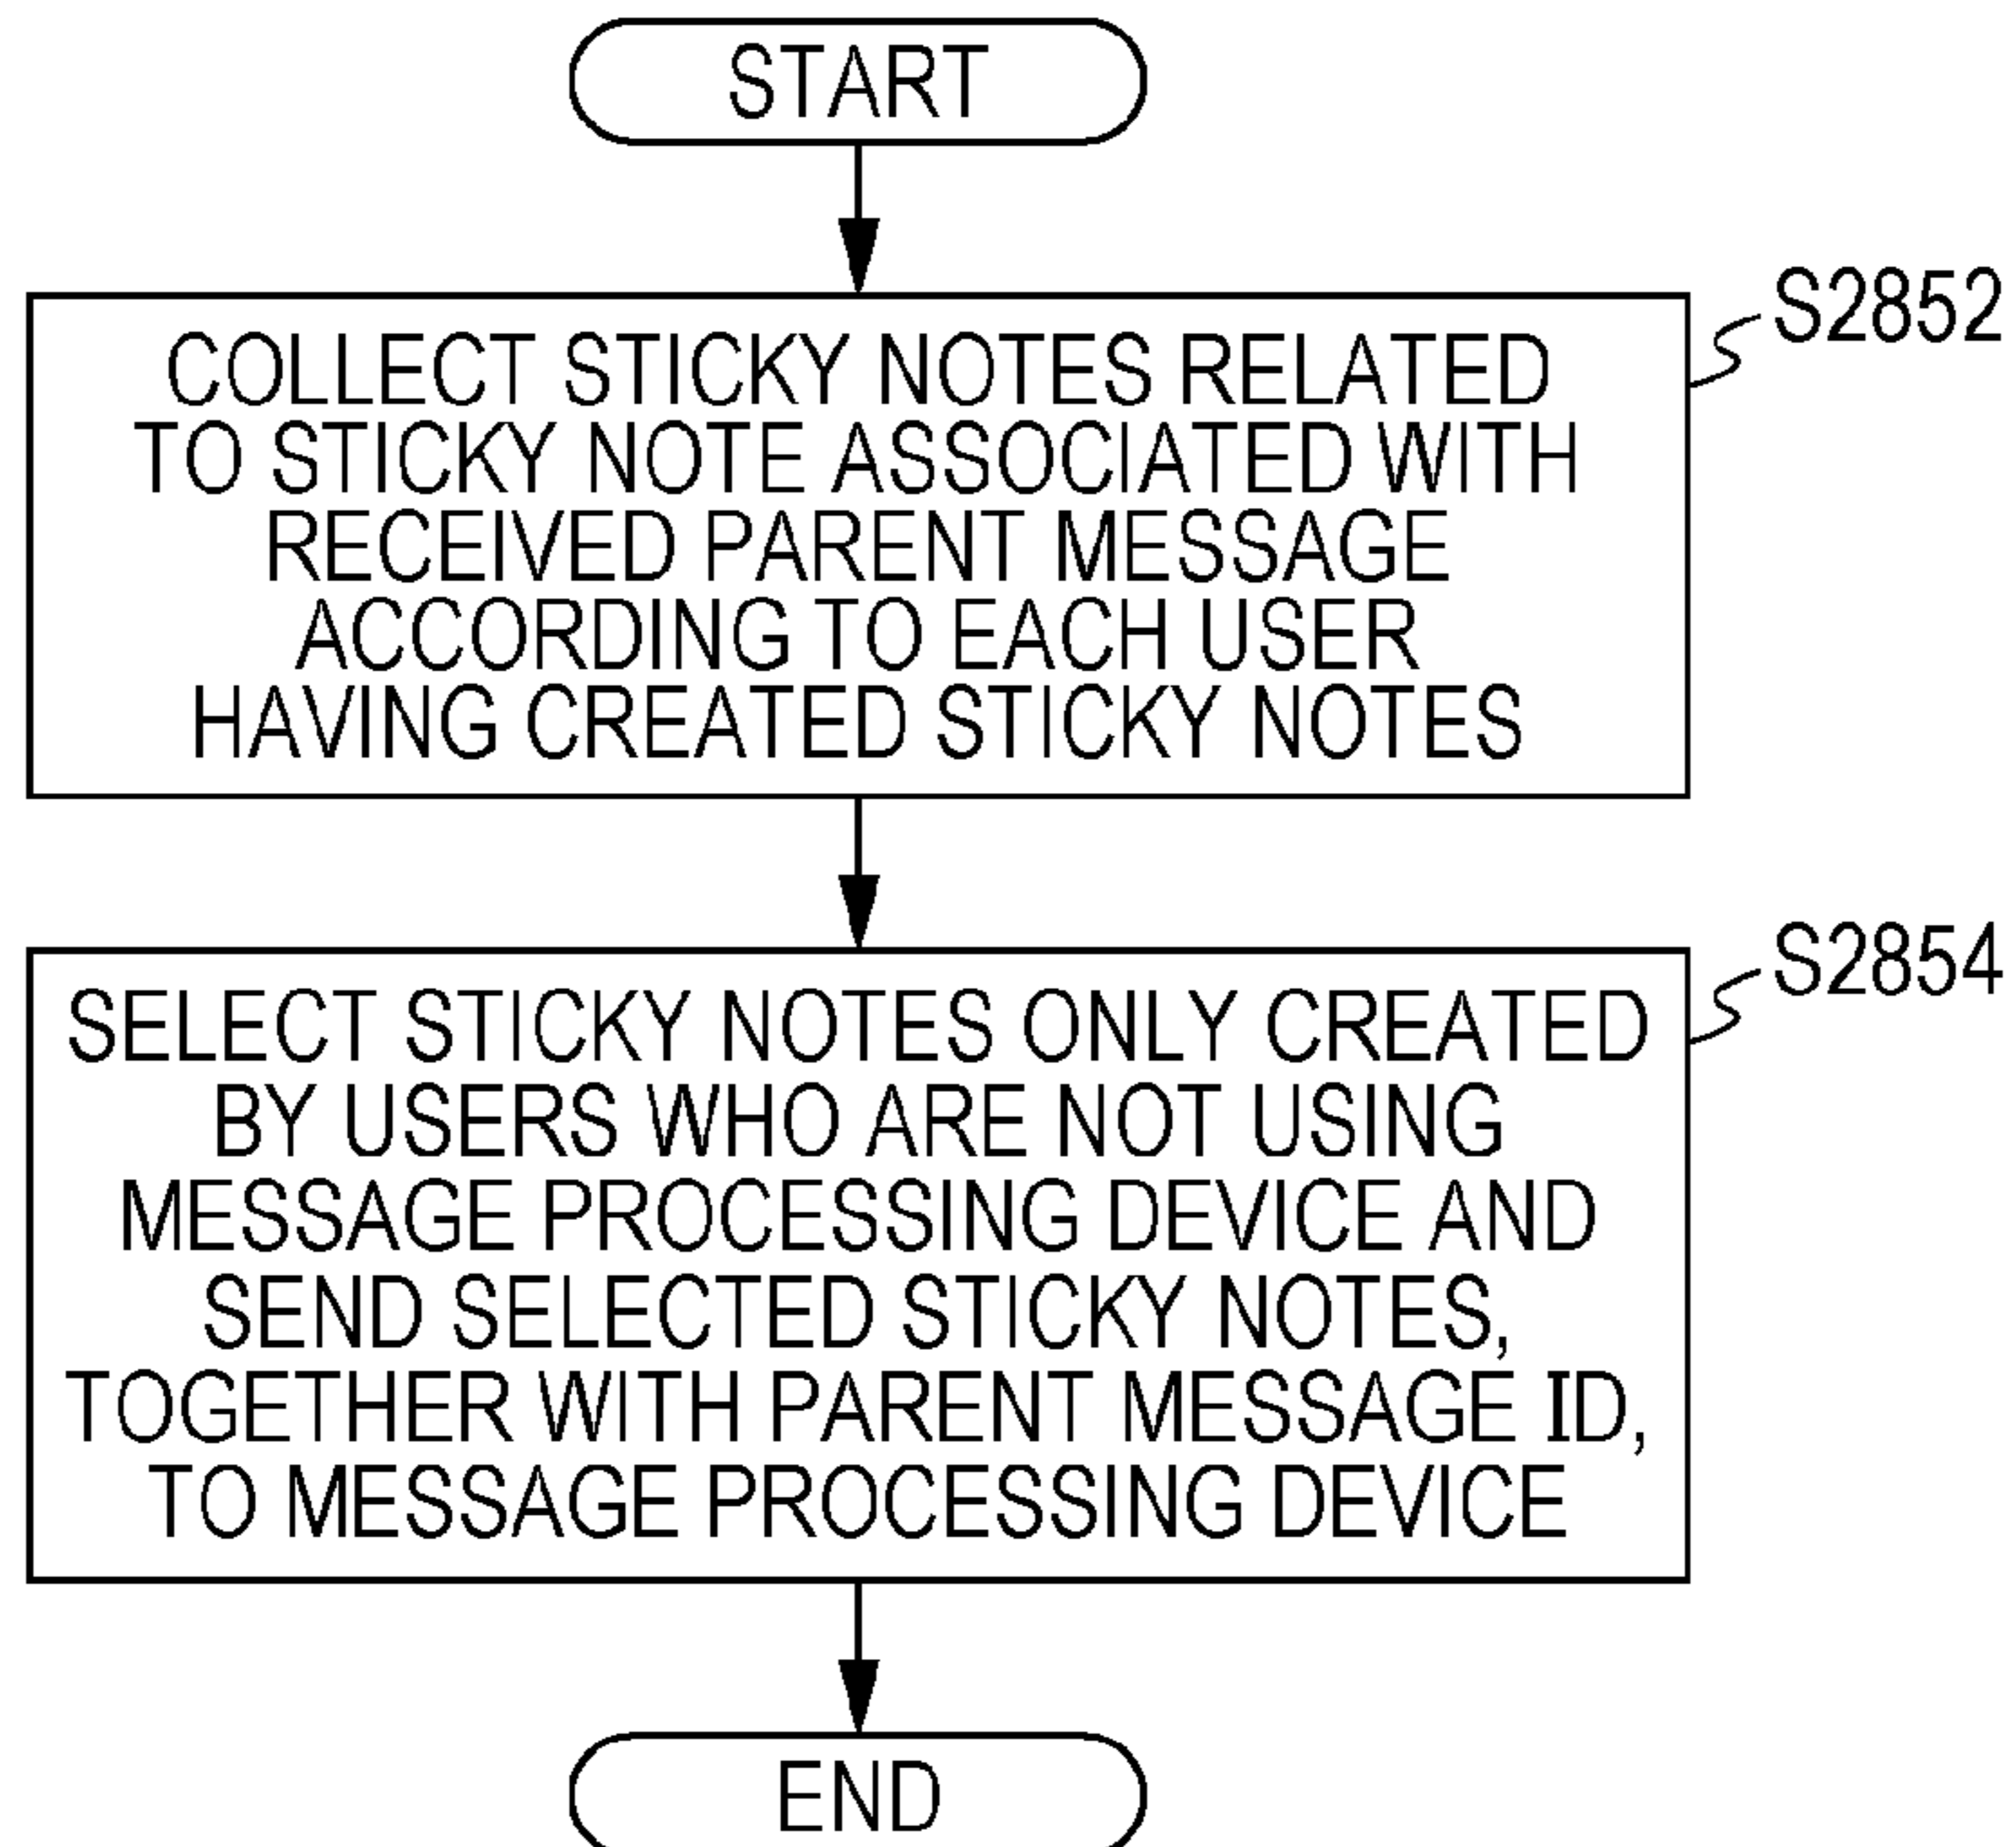 START
S2852
COLLECT STICKY NOTES RELATED
TO STICKY NOTE ASSOCIATED WITH
RECEIVED PARENT MESSAGE
ACCORDING TO EACH USER
HAVING CREATED STICKY NOTES
S2854
SELECT STICKY NOTES ONLY CREATED
BY USERS WHO ARE NOT USING
MESSAGE PROCESSING DEVICE AND
SEND SELECTED STICKY NOTES,
TOGETHER WITH PARENT MESSAGE ID,
TO MESSAGE PROCESSING DEVICE
END